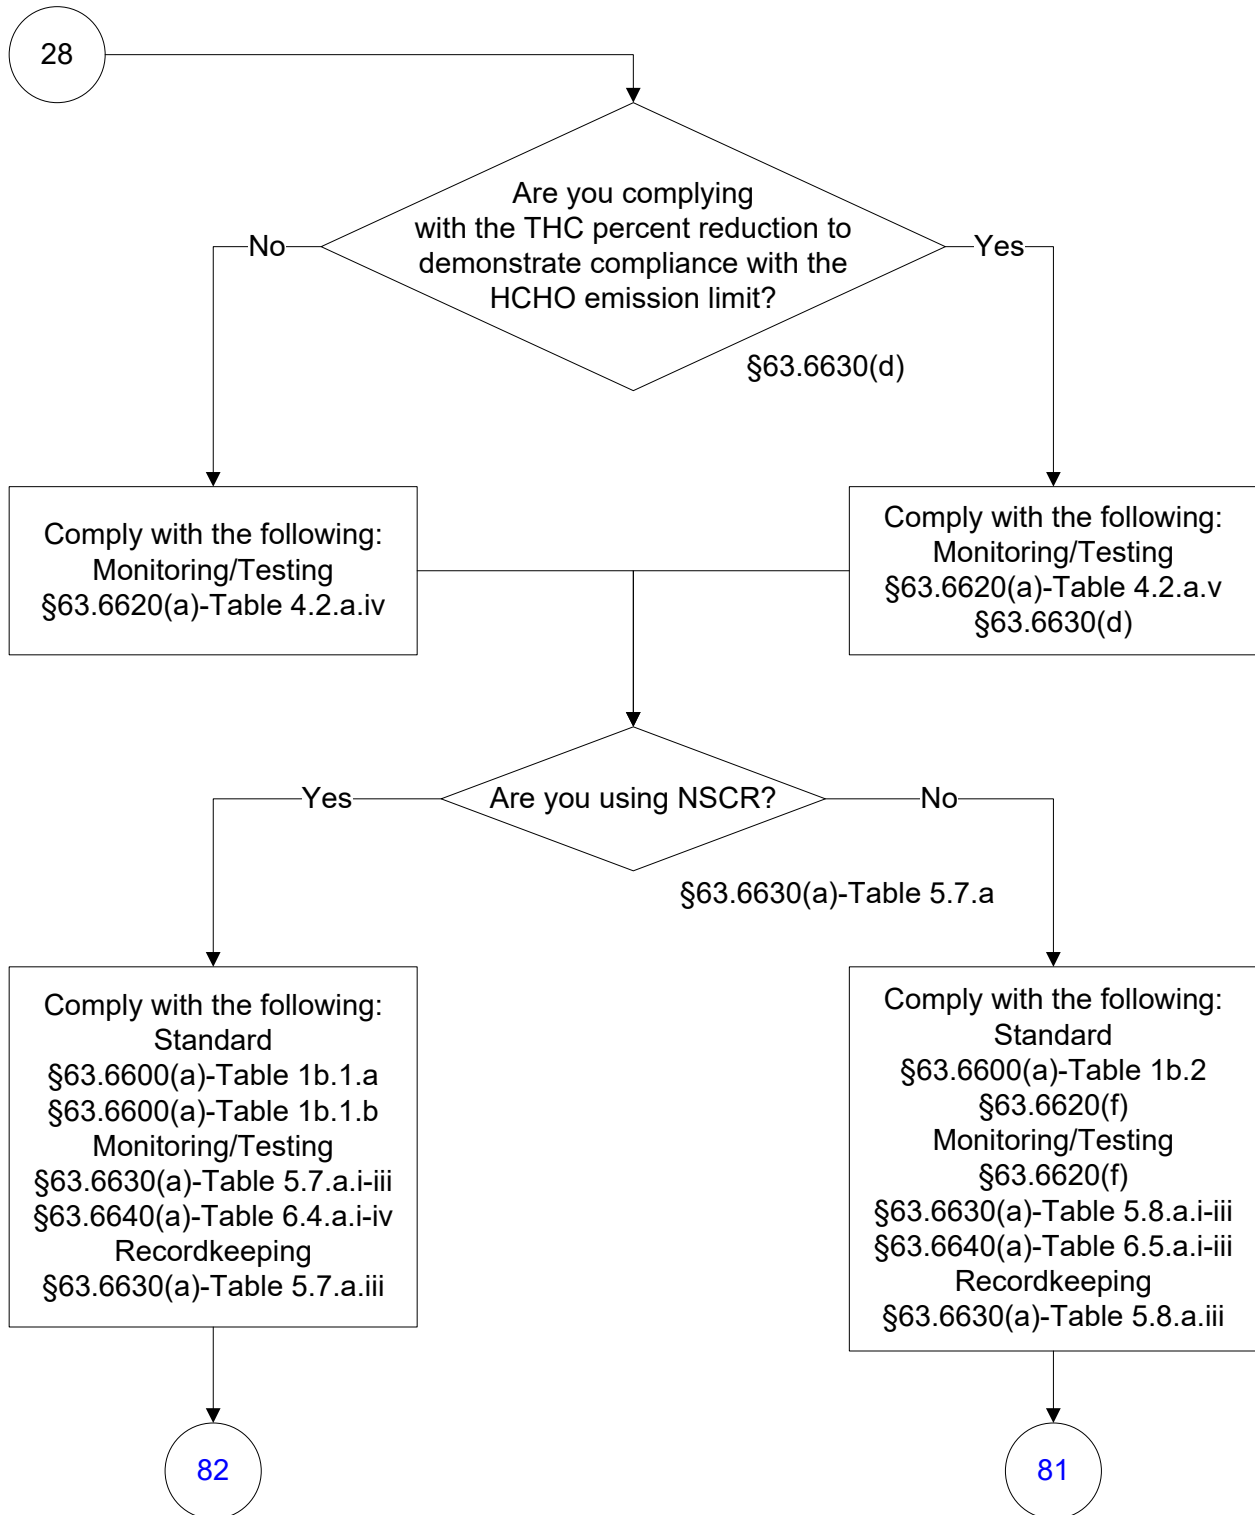 28
Are you complying
with the THC percent reduction to
demonstrate compliance with the
HCHO emission limit?
No
Yes
§63.6630(d)
Comply with the following:
Monitoring/Testing
§63.6620(a)-Table 4.2.a.iv
Comply with the following:
Monitoring/Testing
§63.6620(a)-Table 4.2.a.v
§63.6630(d)
Yes
Are you using NSCR?
No
§63.6630(a)-Table 5.7.a
Comply with the following:
Standard
§63.6600(a)-Table 1b.1.a
§63.6600(a)-Table 1b.1.b
Monitoring/Testing
§63.6630(a)-Table 5.7.a.i-iii
§63.6640(a)-Table 6.4.a.i-iv
Recordkeeping
§63.6630(a)-Table 5.7.a.iii
Comply with the following:
Standard
§63.6600(a)-Table 1b.2
§63.6620(f)
Monitoring/Testing
§63.6620(f)
§63.6630(a)-Table 5.8.a.i-iii
§63.6640(a)-Table 6.5.a.i-iii
Recordkeeping
§63.6630(a)-Table 5.8.a.iii
82
81